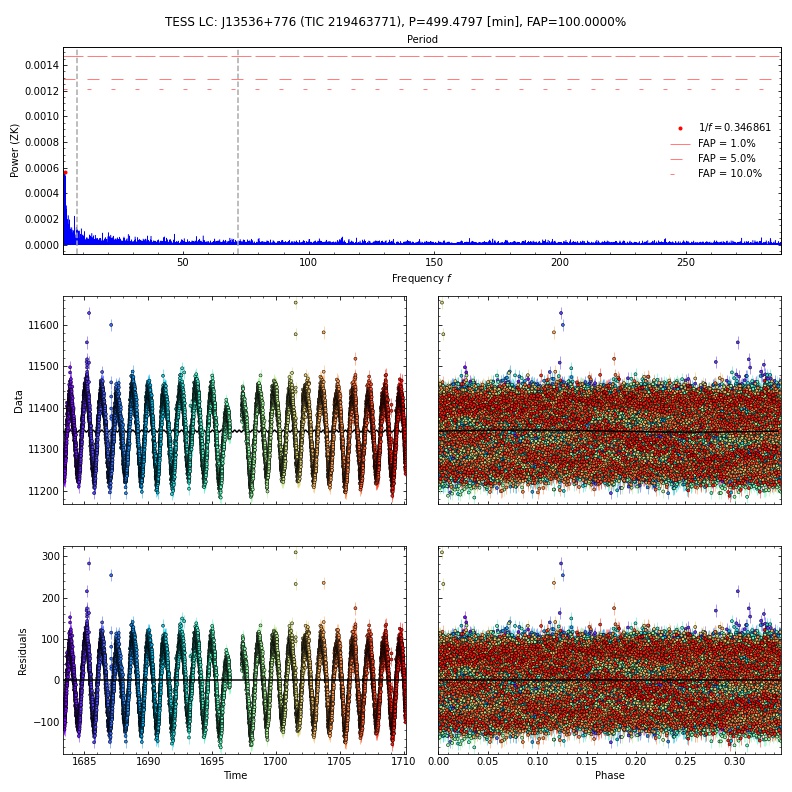 TESS LC: J13536+776 (TIC 219463771), P=499.4797 [min], FAP=100.0000%
Period
0.0014
0.0012
0.0010
0.0008
0.0006
0.0004
0.0002
0.0000
Power (ZK)
1/f = 0.346861
FAP = 1.0%
FAP = 5.0%
FAP = 10.0%
50 100 150 200 250
Frequency f
11600
11500
11400
11300
11200
Data
300
200
100
0
−100
Residuals
1685 1690 1695 1700 1705 1710
Time
0.00 0.05 0.10 0.15 0.20 0.25 0.30
Phase